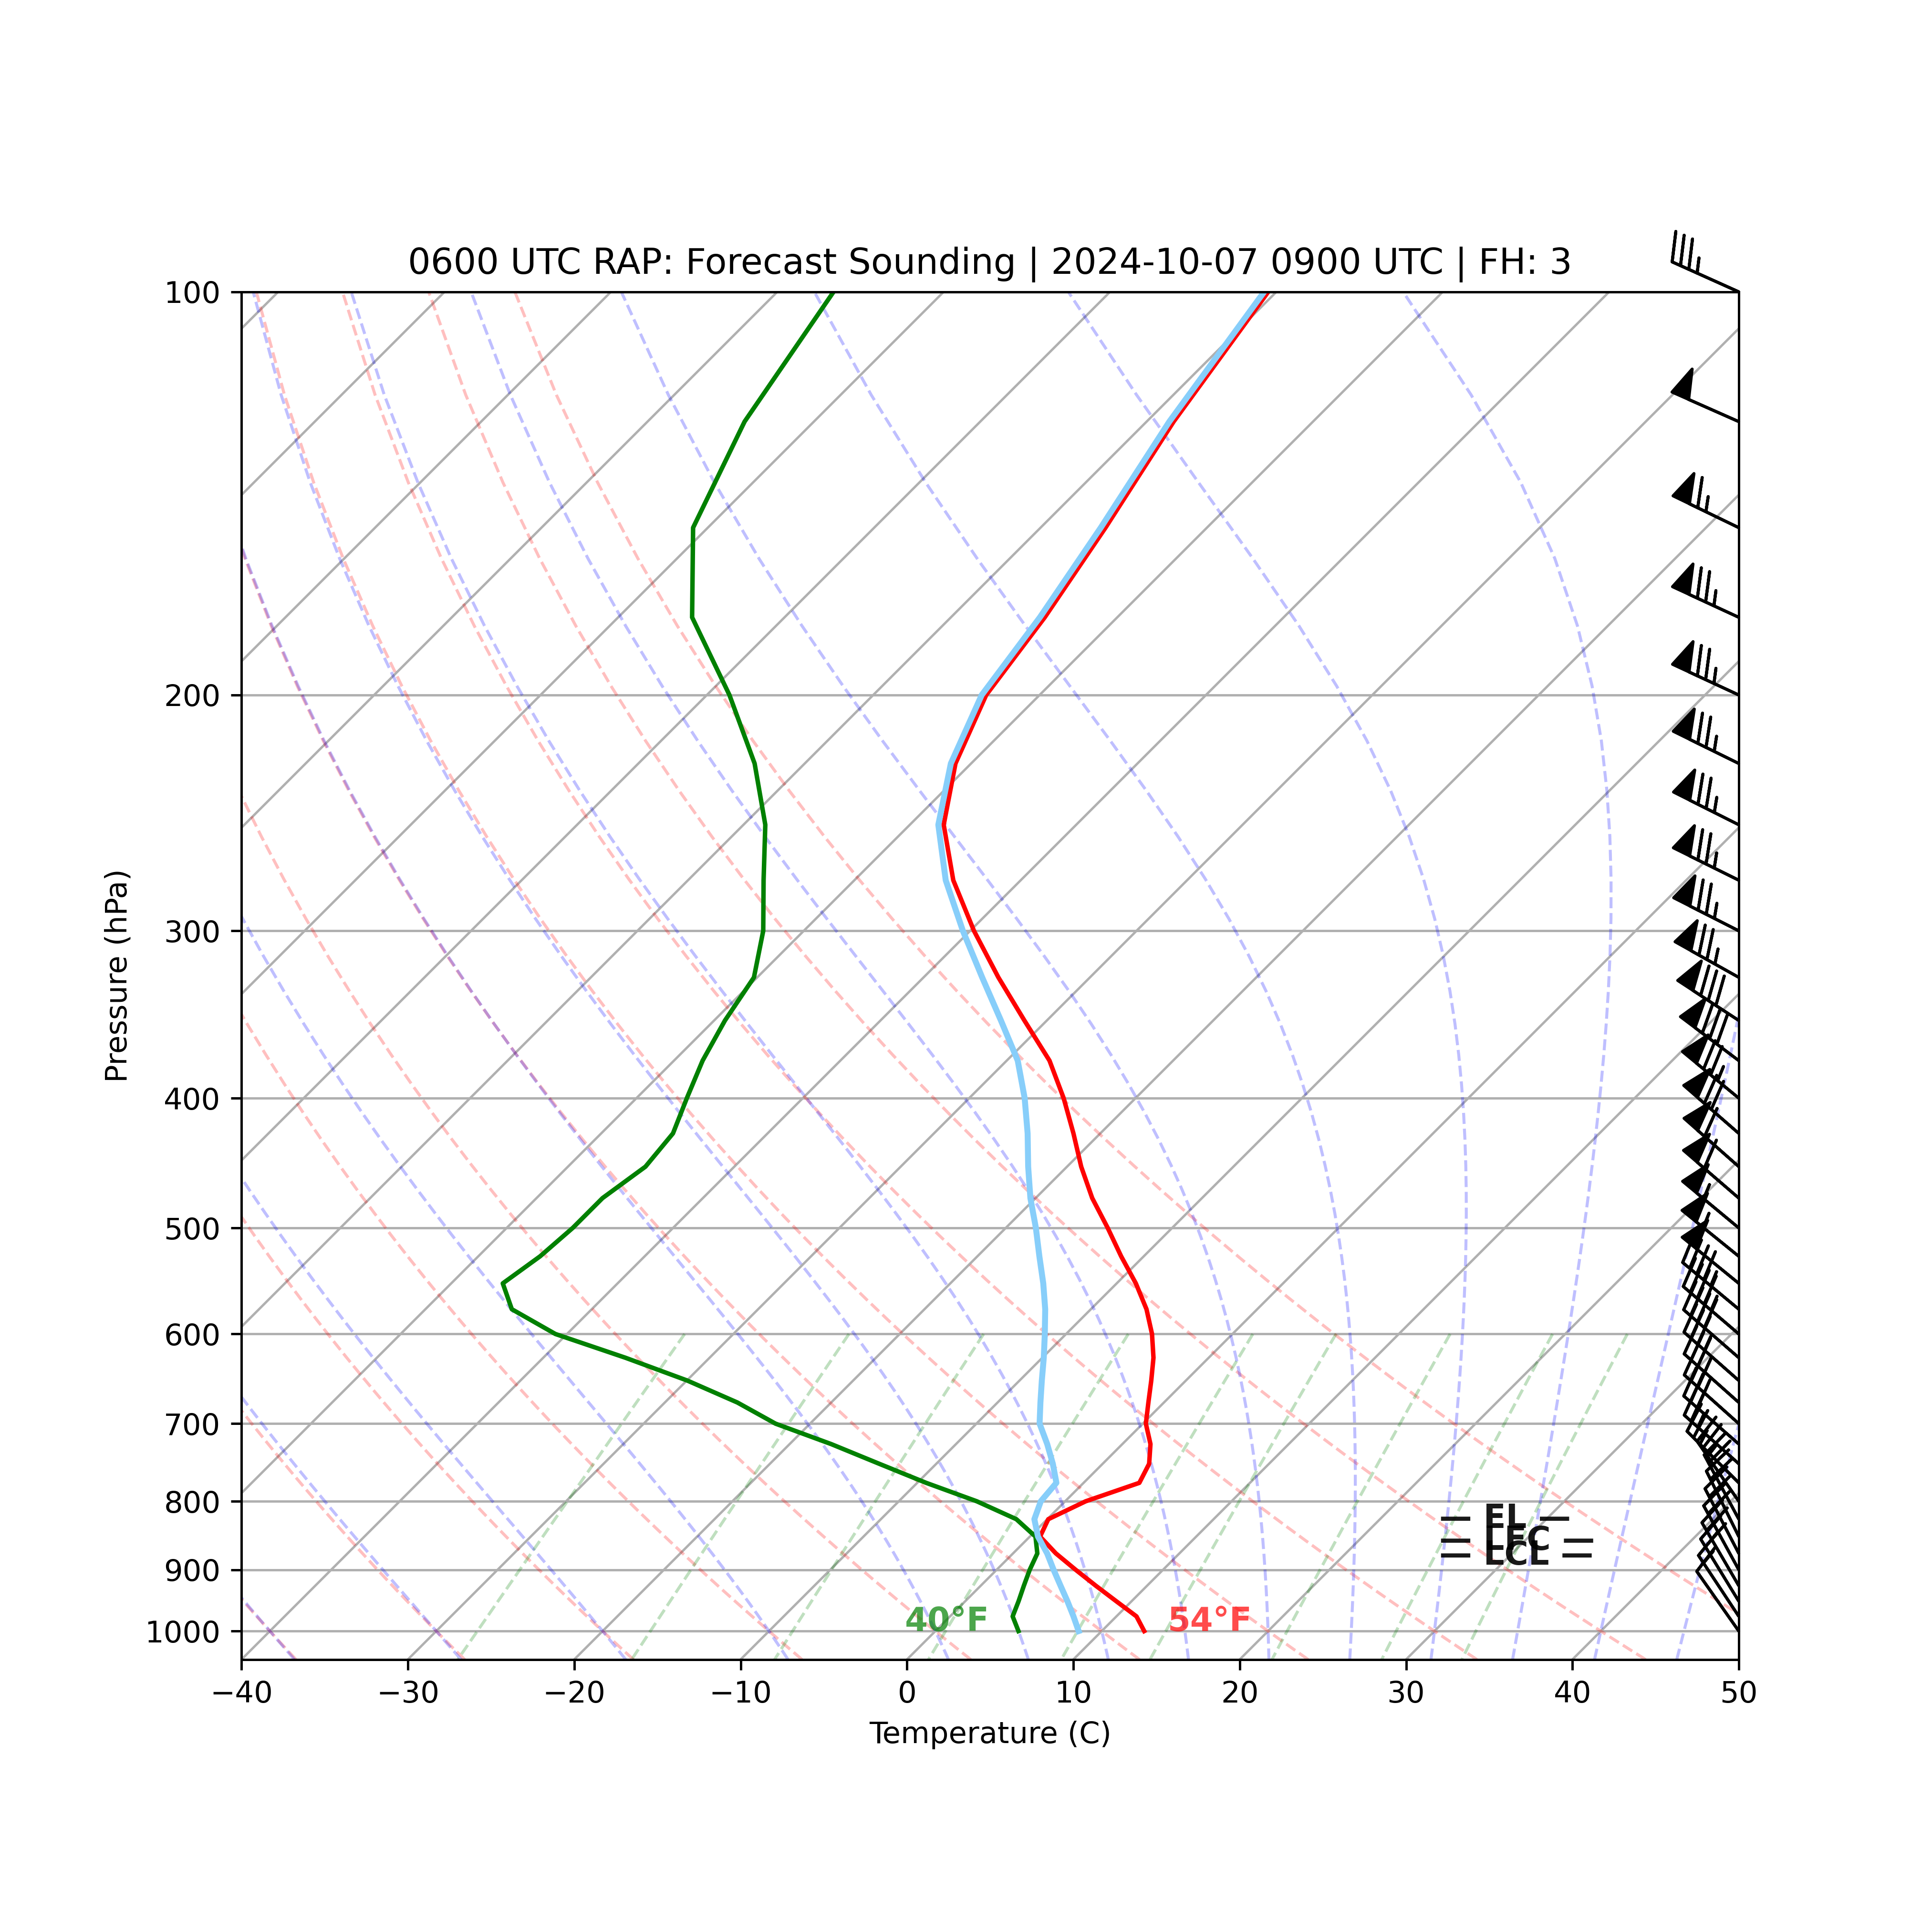 0600 UTC RAP: Forecast Sounding | 2024-10-07 0900 UTC | FH: 3
100
200
300
400
500
600
700
800
900
1000
Pressure (hPa)
— EL —
= LFC =
= LCL =
40°F
54°F
−40 −30 −20 −10 0 10 20 30 40 50
Temperature (C)